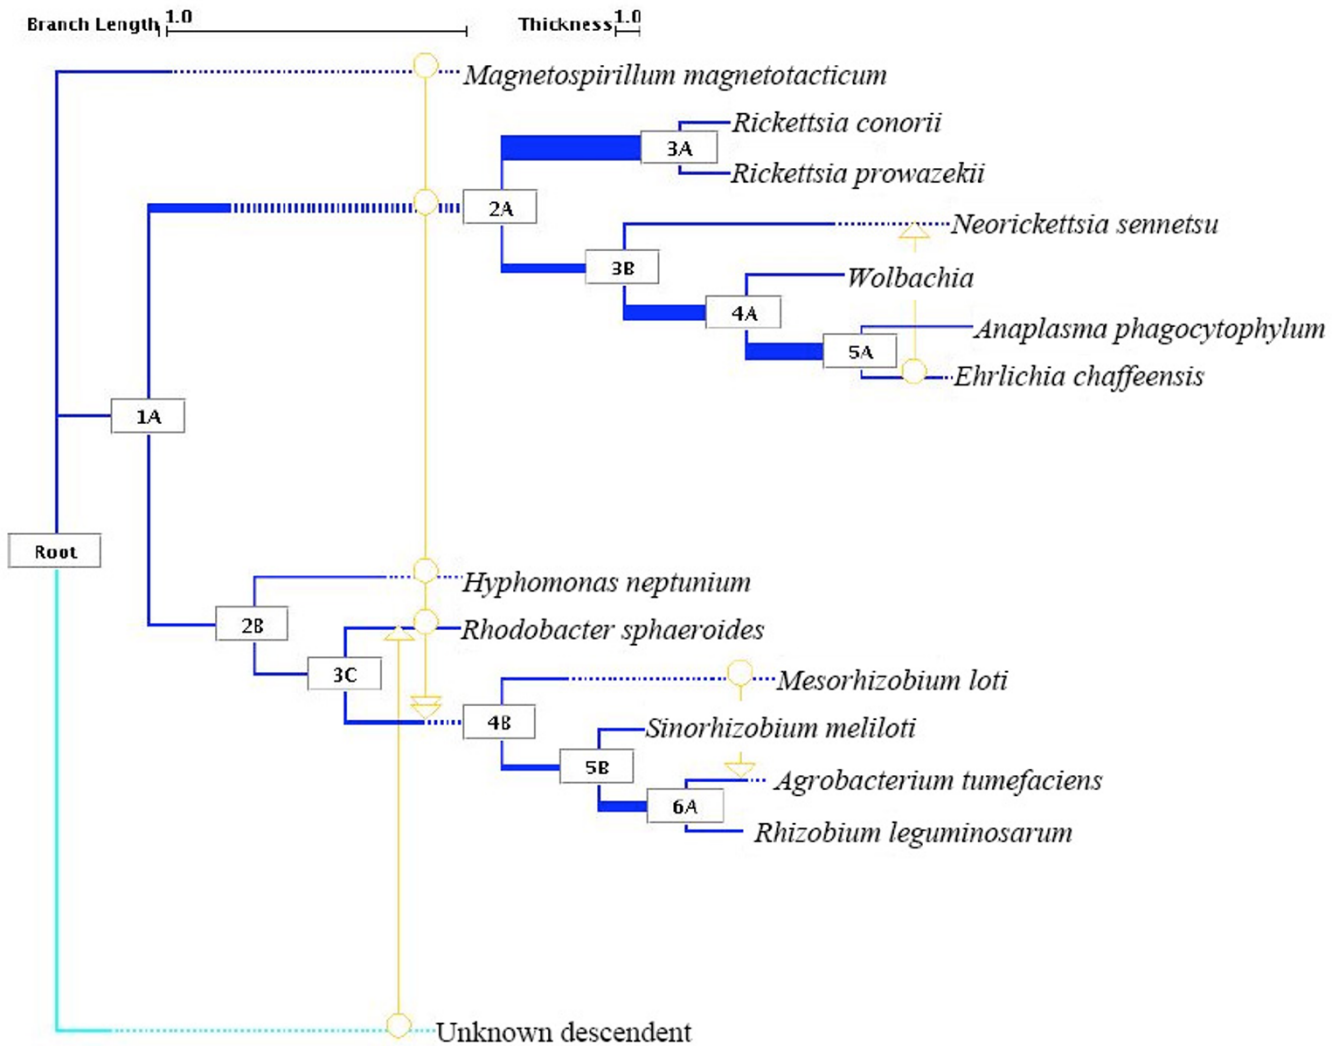 Branch Length 1.0 Thickness 1.0
Magnetospirillum magnetotacticum
Rickettsia conorii
3A
Rickettsia prowazekii
2A
Neorickettsia sennetsu
3B
Wolbachia
4A
Anaplasma phagocytophylum
5A
Ehrlichia chaffeensis
1A
Root
Hyphomonas neptunium
2B
Rhodobacter sphaeroides
3C
Mesorhizobium loti
4B
Sinorhizobium meliloti
5B
Agrobacterium tumefaciens
6A
Rhizobium leguminosarum
Unknown descendent